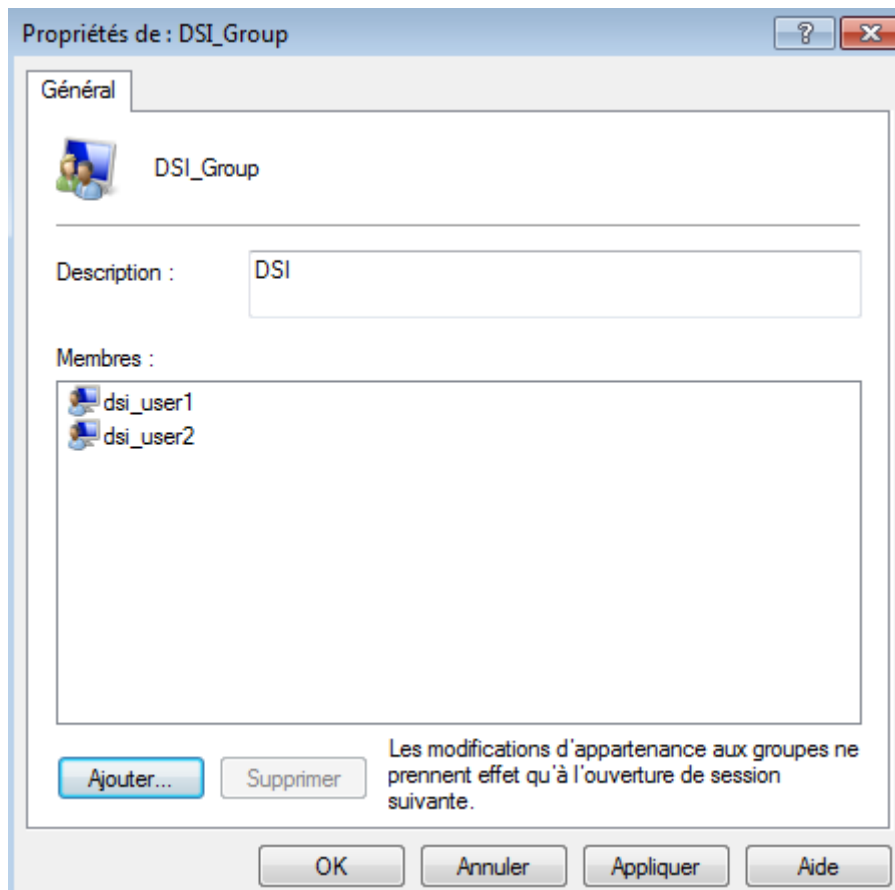 Propriétés de : DSI_Group
Général
DSI_Group
Description :
DSI
Membres :
dsi_user1
dsi_user2
Ajouter...
Supprimer
Les modifications d'appartenance aux groupes ne
prennent effet qu'à l'ouverture de session
suivante.
OK
Annuler
Appliquer
Aide